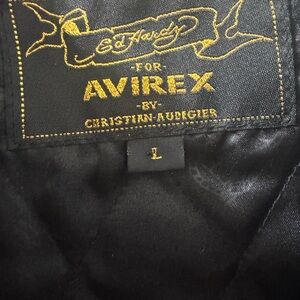 Ed Hardy
-FOR-
AVIREX
-BY-
CHRISTIAN AUDIGIER
L